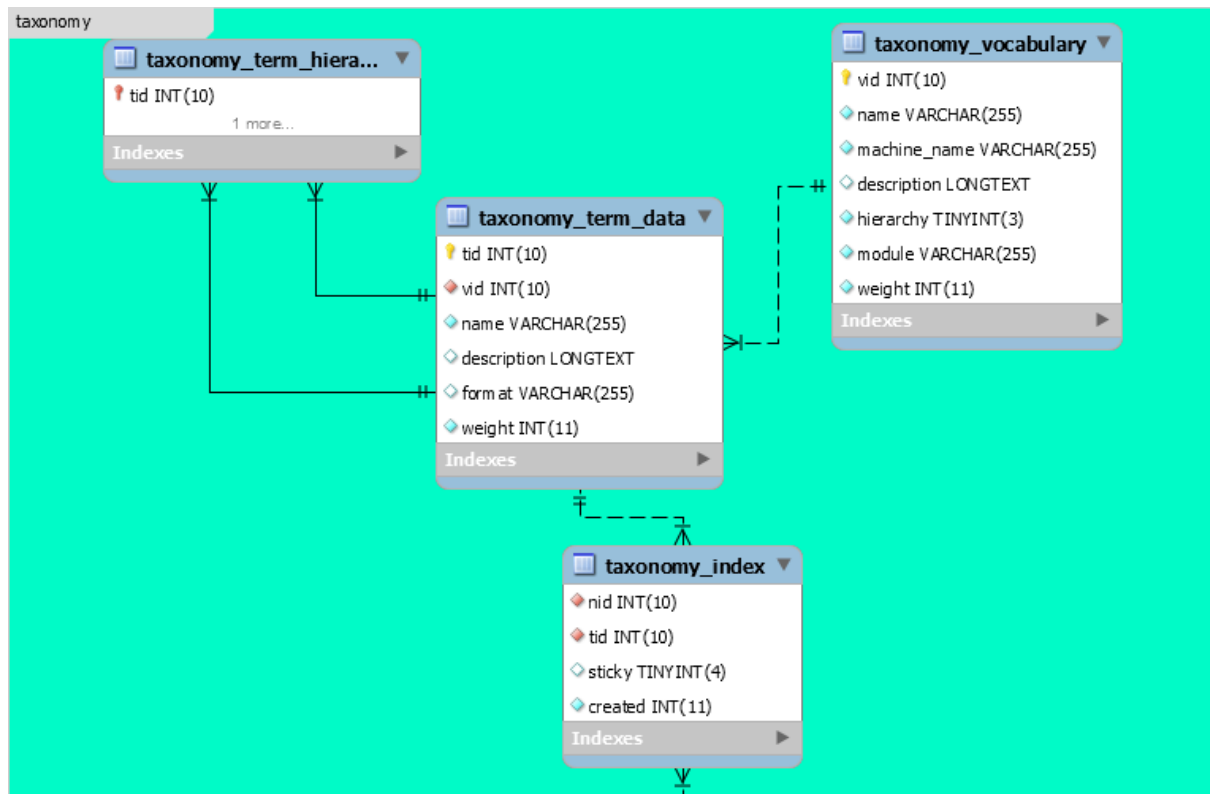 taxonomy
taxonomy_term_hiera...
tid INT(10)
1 more...
Indexes
taxonomy_vocabulary
vid INT(10)
name VARCHAR(255)
machine_name VARCHAR(255)
description LONGTEXT
hierarchy TINYINT(3)
module VARCHAR(255)
weight INT(11)
Indexes
taxonomy_term_data
tid INT(10)
vid INT(10)
name VARCHAR(255)
description LONGTEXT
format VARCHAR(255)
weight INT(11)
Indexes
taxonomy_index
nid INT(10)
tid INT(10)
sticky TINYINT(4)
created INT(11)
Indexes